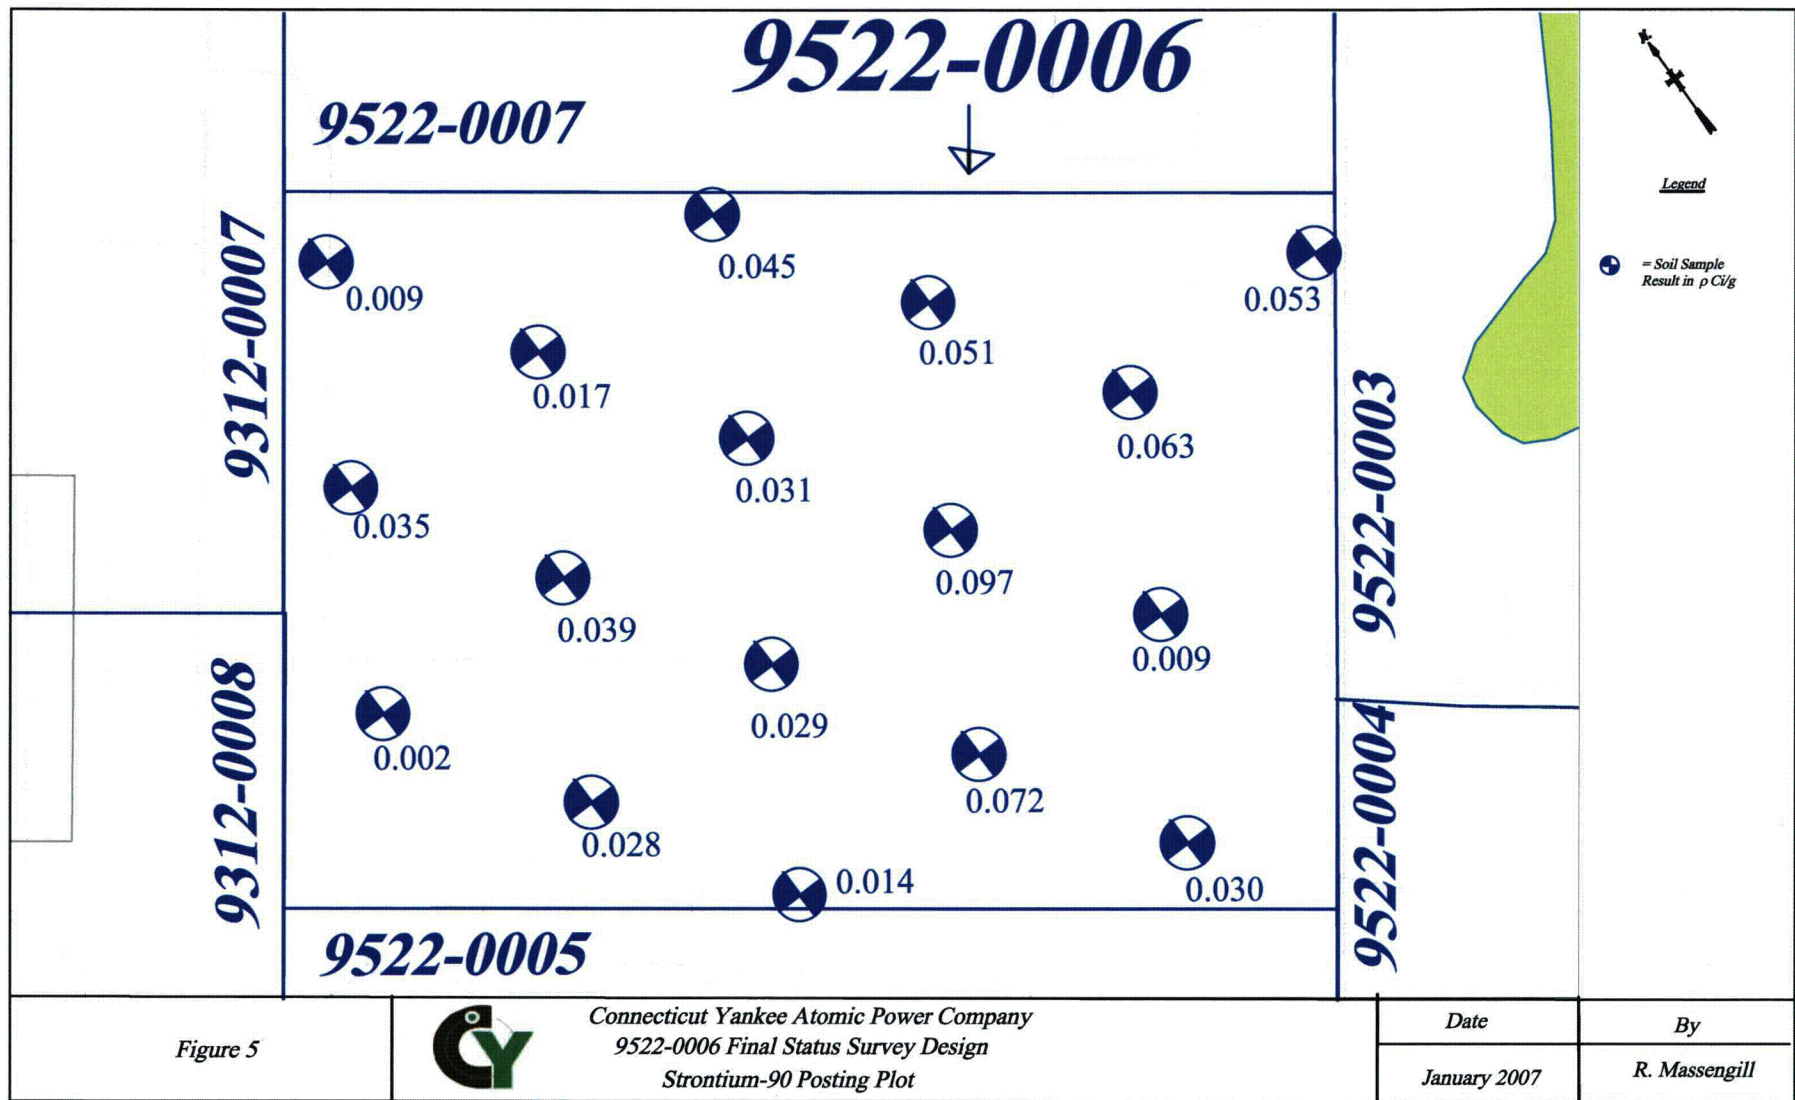 9522-0006
9522-0007
9312-0007
9312-0008
9522-0003
9522-0004
9522-0005
0.045
0.009
0.053
0.051
0.017
0.063
0.031
0.035
0.097
0.039
0.009
0.029
0.002
0.072
0.028
0.014
0.030
Legend
= Soil Sample
Result in ρ Ci/g
Figure 5
CY
Connecticut Yankee Atomic Power Company
9522-0006 Final Status Survey Design
Strontium-90 Posting Plot
Date
January 2007
By
R. Massengill